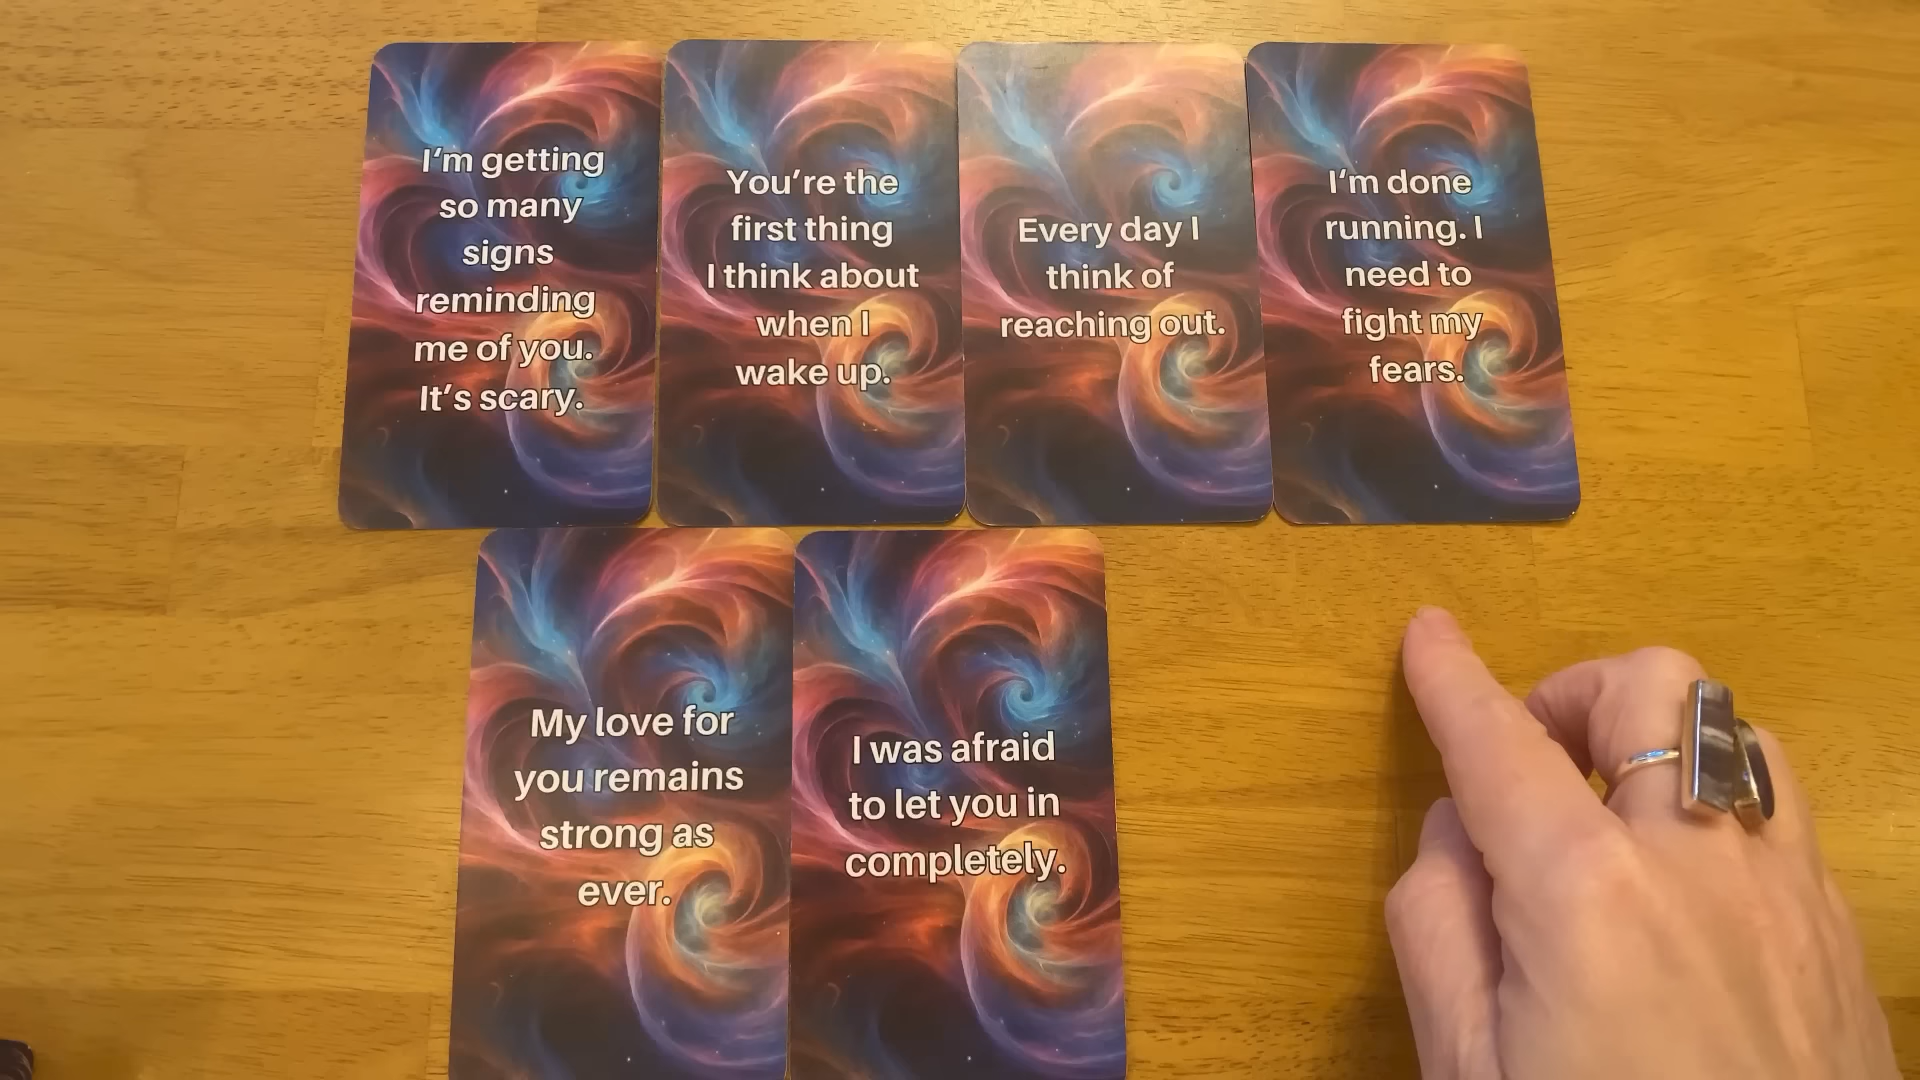 I'm getting
so many
signs
reminding
me of you.
It's scary.
You're the
first thing
I think about
when I
wake up.
Every day I
think of
reaching out.
I'm done
running. I
need to
fight my
fears.
My love for
you remains
strong as
ever.
I was afraid
to let you in
completely.